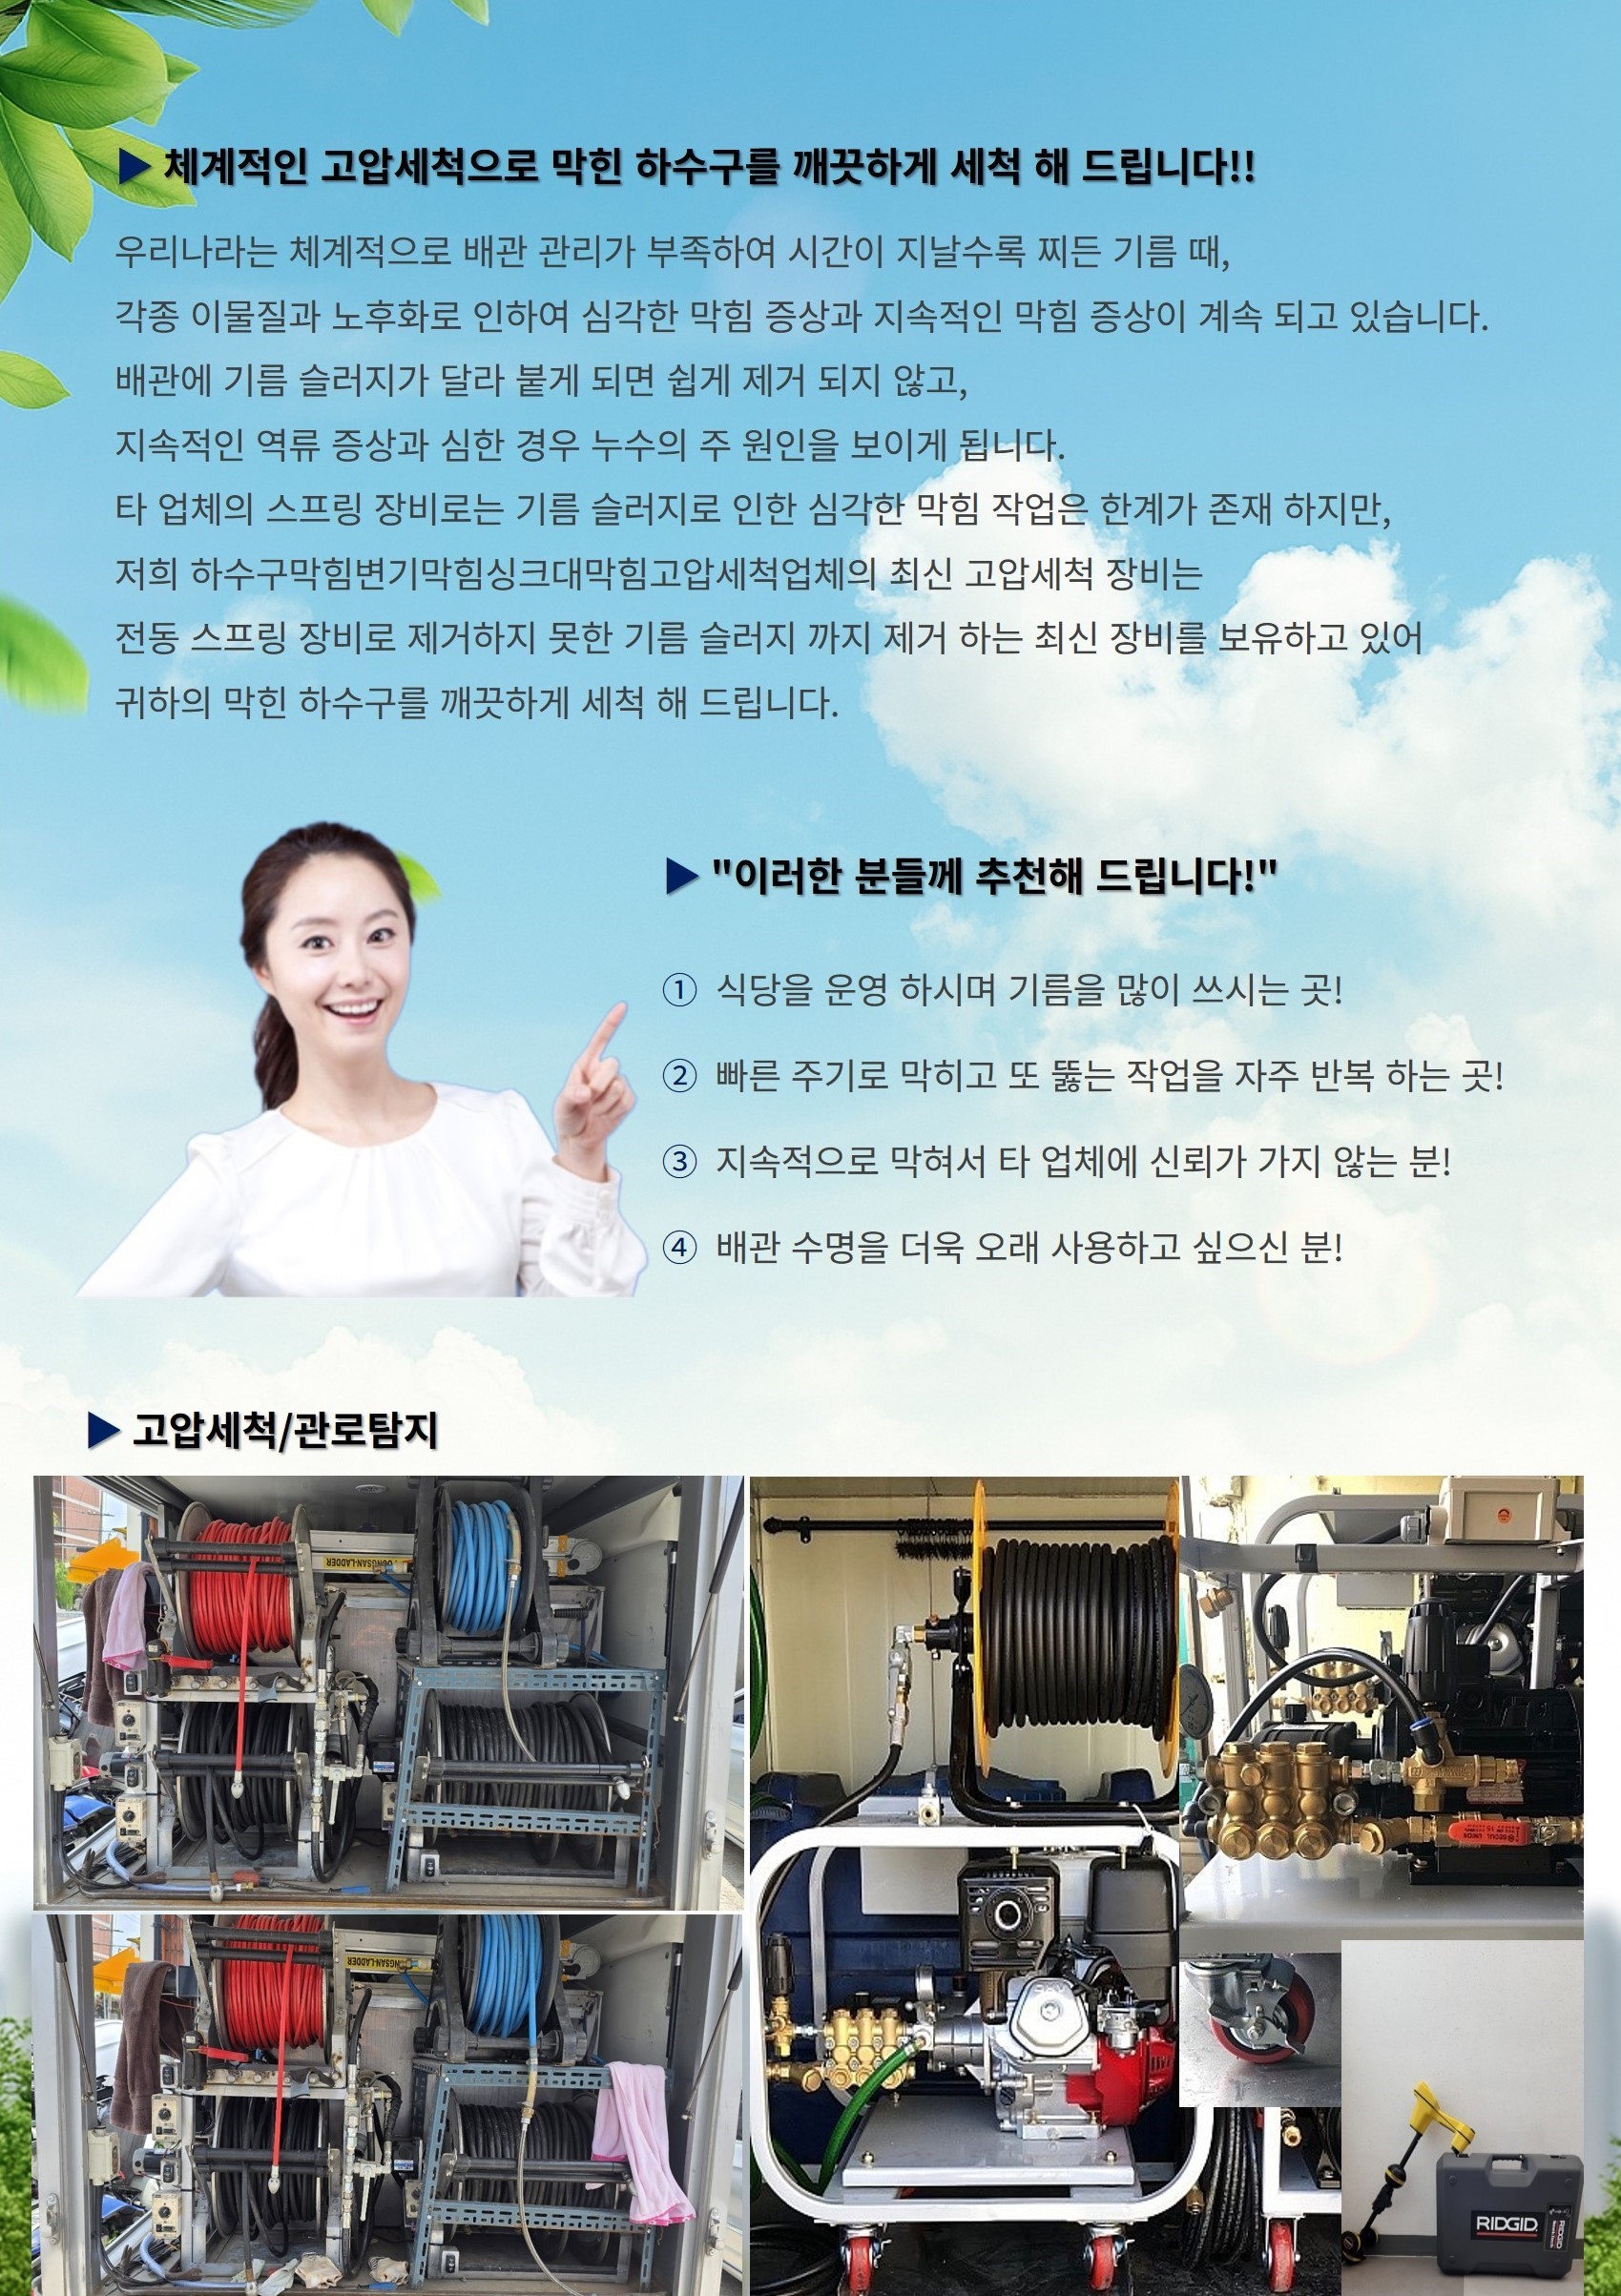 ▶ 체계적인 고압세척으로 막힌 하수구를 깨끗하게 세척 해 드립니다!!
우리나라는 체계적으로 배관 관리가 부족하여 시간이 지날수록 찌든 기름 때,
각종 이물질과 노후화로 인하여 심각한 막힘 증상과 지속적인 막힘 증상이 계속 되고 있습니다.
배관에 기름 슬러지가 달라 붙게 되면 쉽게 제거 되지 않고,
지속적인 역류 증상과 심한 경우 누수의 주 원인을 보이게 됩니다.
타 업체의 스프링 장비로는 기름 슬러지로 인한 심각한 막힘 작업은 한계가 존재 하지만,
저희 하수구막힘변기막힘싱크대막힘고압세척업체의 최신 고압세척 장비는
전동 스프링 장비로 제거하지 못한 기름 슬러지 까지 제거 하는 최신 장비를 보유하고 있어
귀하의 막힌 하수구를 깨끗하게 세척 해 드립니다.
▶ "이러한 분들께 추천해 드립니다!"
① 식당을 운영 하시며 기름을 많이 쓰시는 곳!
② 빠른 주기로 막히고 또 뚫는 작업을 자주 반복 하는 곳!
③ 지속적으로 막혀서 타 업체에 신뢰가 가지 않는 분!
④ 배관 수명을 더욱 오래 사용하고 싶으신 분!
▶ 고압세척/관로탐지
NGSAN-LADDER
RIDGID